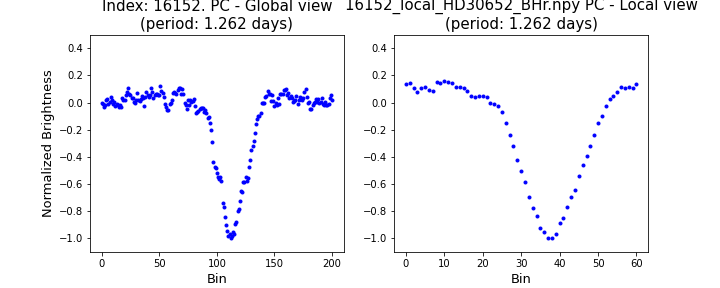 Index: 16152. PC - Global view
(period: 1.262 days)
16152_local_HD30652_BHr.npy PC - Local view
(period: 1.262 days)
Normalized Brightness
0.4
0.2
0.0
−0.2
−0.4
−0.6
−0.8
−1.0
0 50 100 150 200
Bin
0.4
0.2
0.0
−0.2
−0.4
−0.6
−0.8
−1.0
0 10 20 30 40 50 60
Bin